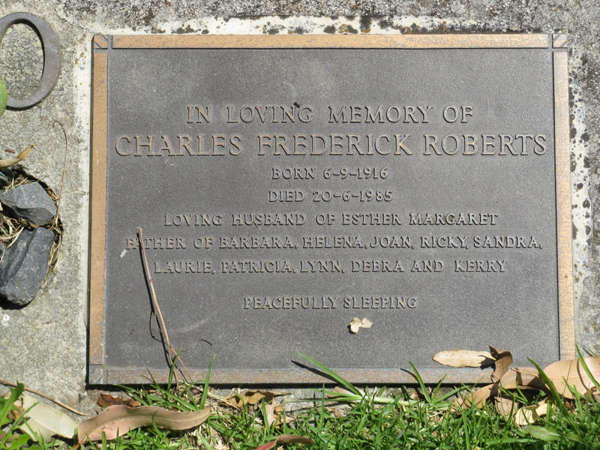 IN LOVING MEMORY OF
CHARLES FREDERICK ROBERTS
BORN 6-9-1916
DIED 20-6-1985
LOVING HUSBAND OF ESTHER MARGARET
FATHER OF BARBARA, HELENA, JOAN, RICKY, SANDRA,
LAURIE, PATRICIA, LYNN, DEBRA AND KERRY
PEACEFULLY SLEEPING